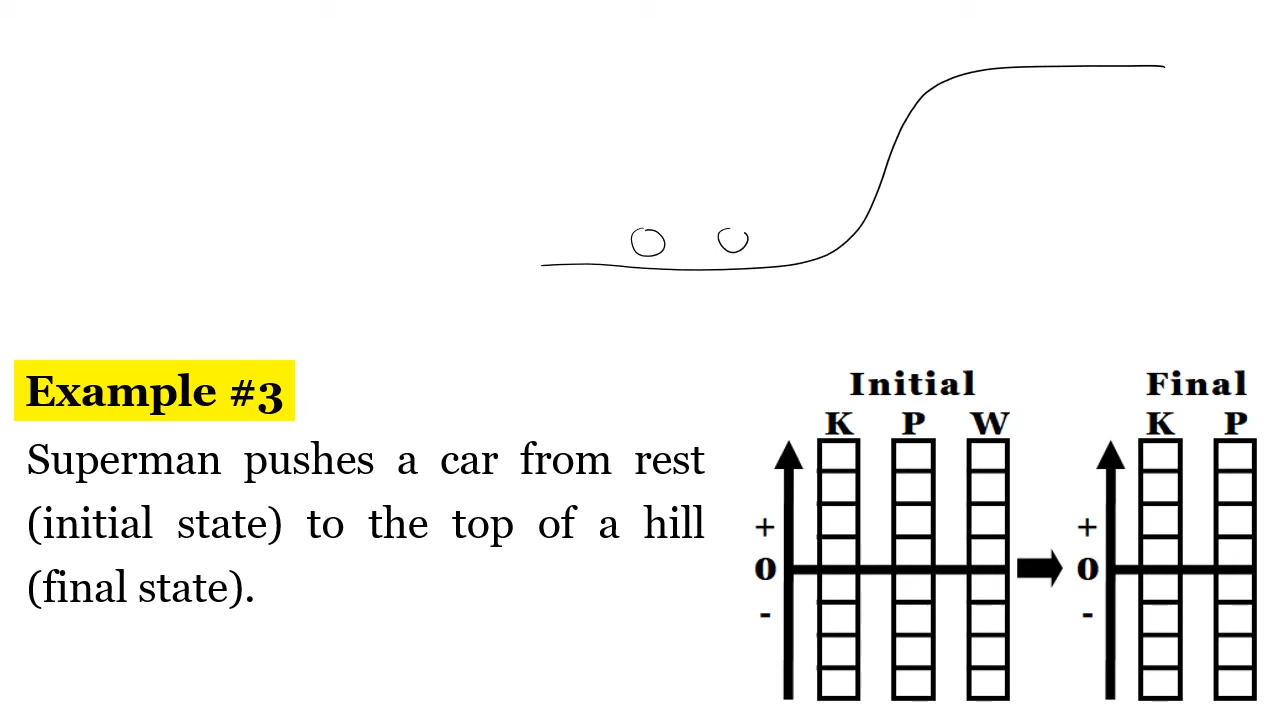 Example #3
Superman pushes a car from rest
(initial state) to the top of a hill
(final state).
Initial
K P W
+
0
-
Final
K P
+
0
-